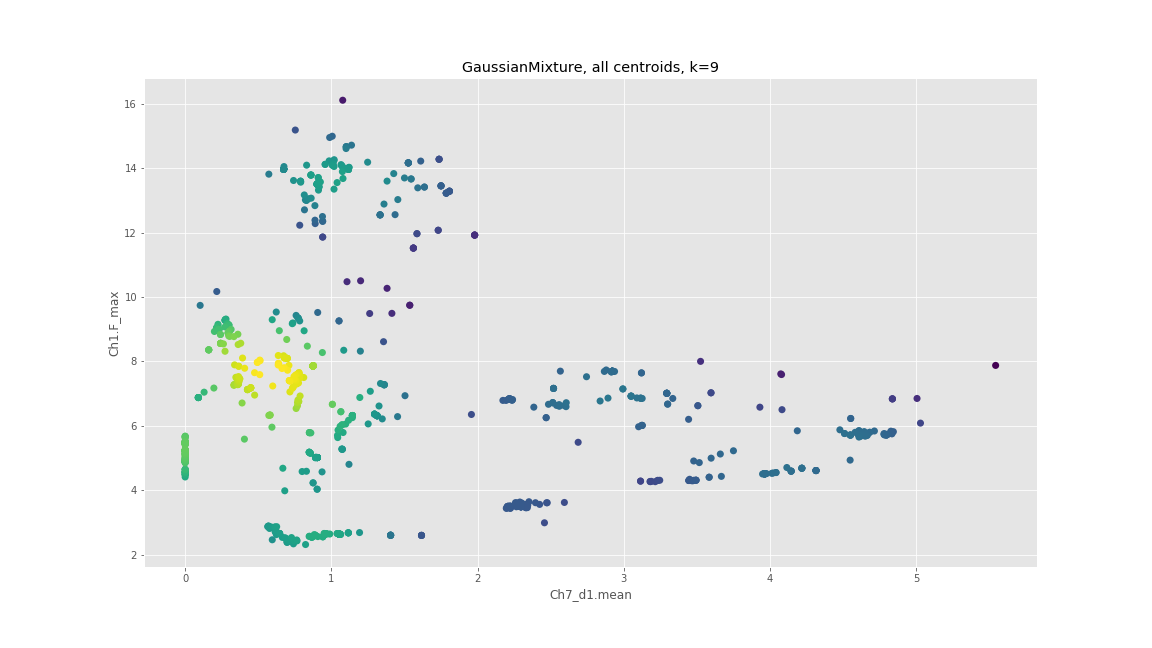 GaussianMixture, all centroids, k=9
16
14
12
10
8
6
4
2
Ch1.F_max
0 1 2 3 4 5
Ch7_d1.mean